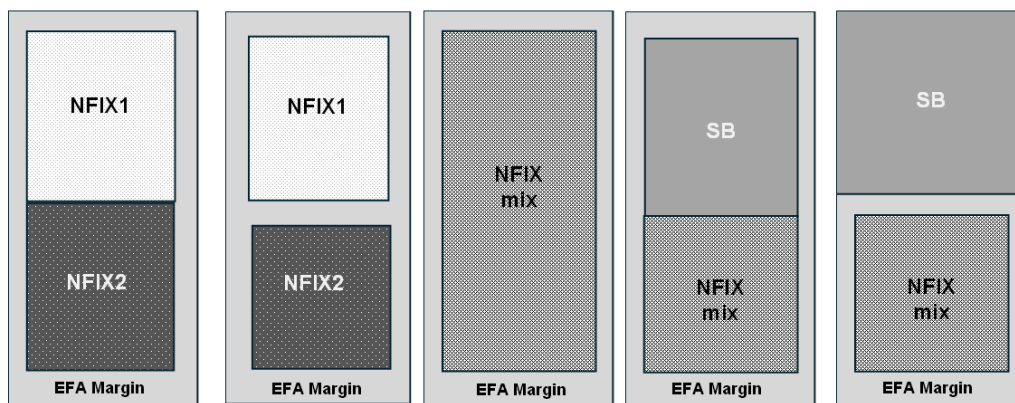 NFIX1
NFIX2
EFA Margin
NFIX1
NFIX2
EFA Margin
NFIX
mix
EFA Margin
SB
NFIX
mix
EFA Margin
SB
NFIX
mix
EFA Margin